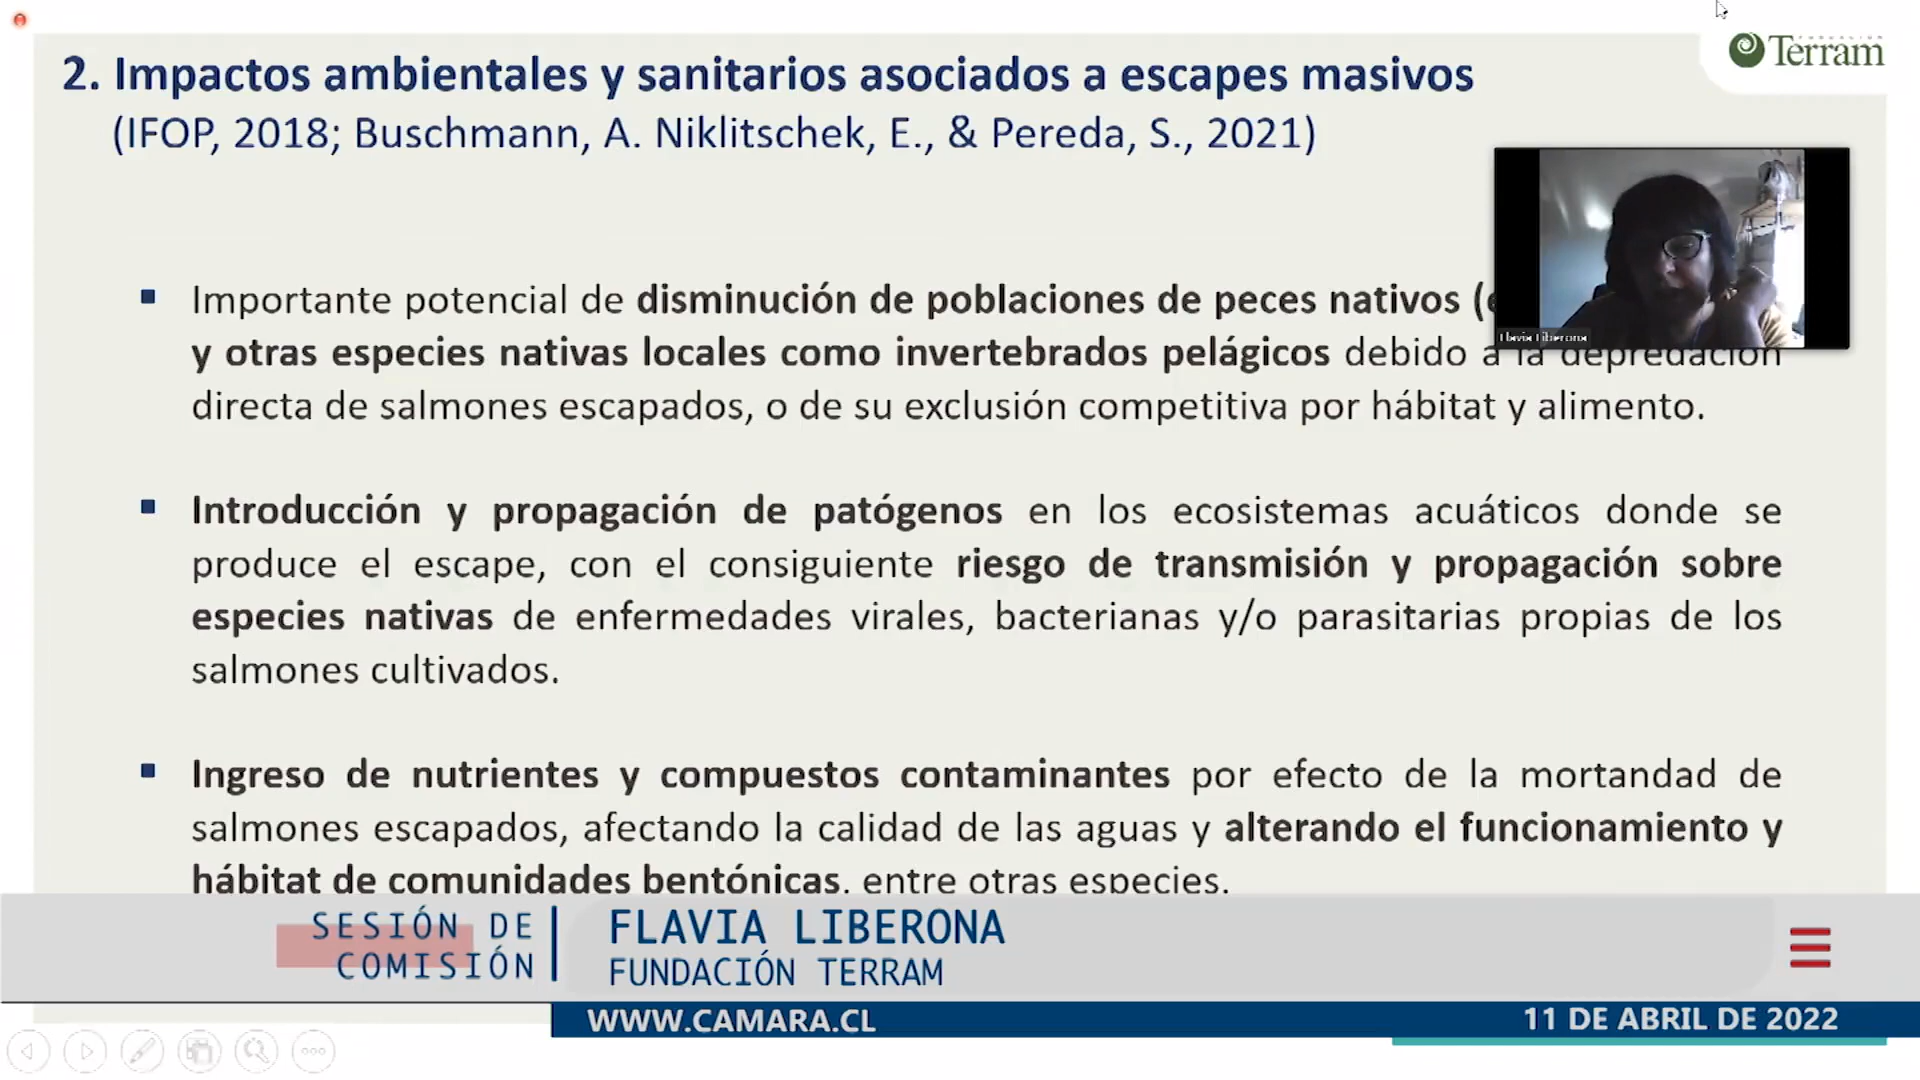 2. Impactos ambientales y sanitarios asociados a escapes masivos
(IFOP, 2018; Buschmann, A. Niklitschek, E., & Pereda, S., 2021)
Terram
Flavia Liberona
Importante potencial de disminución de poblaciones de peces nativos
y otras especies nativas locales como invertebrados pelágicos debido a la depredación
directa de salmones escapados, o de su exclusión competitiva por hábitat y alimento.
Introducción y propagación de patógenos en los ecosistemas acuáticos donde se
produce el escape, con el consiguiente riesgo de transmisión y propagación sobre
especies nativas de enfermedades virales, bacterianas y/o parasitarias propias de los
salmones cultivados.
Ingreso de nutrientes y compuestos contaminantes por efecto de la mortandad de
salmones escapados, afectando la calidad de las aguas y alterando el funcionamiento y
hábitat de comunidades bentónicas, entre otras especies.
SESIÓN DE
COMISIÓN
FLAVIA LIBERONA
FUNDACIÓN TERRAM
WWW.CAMARA.CL
11 DE ABRIL DE 2022